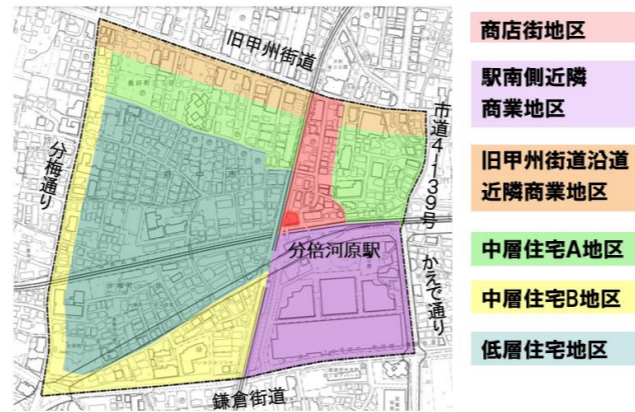 旧甲州街道
市道4-139号
分梅通り
分倍河原駅
かえで通り
鎌倉街道
商店街地区
駅南側近隣
商業地区
旧甲州街道沿道
近隣商業地区
中層住宅A地区
中層住宅B地区
低層住宅地区